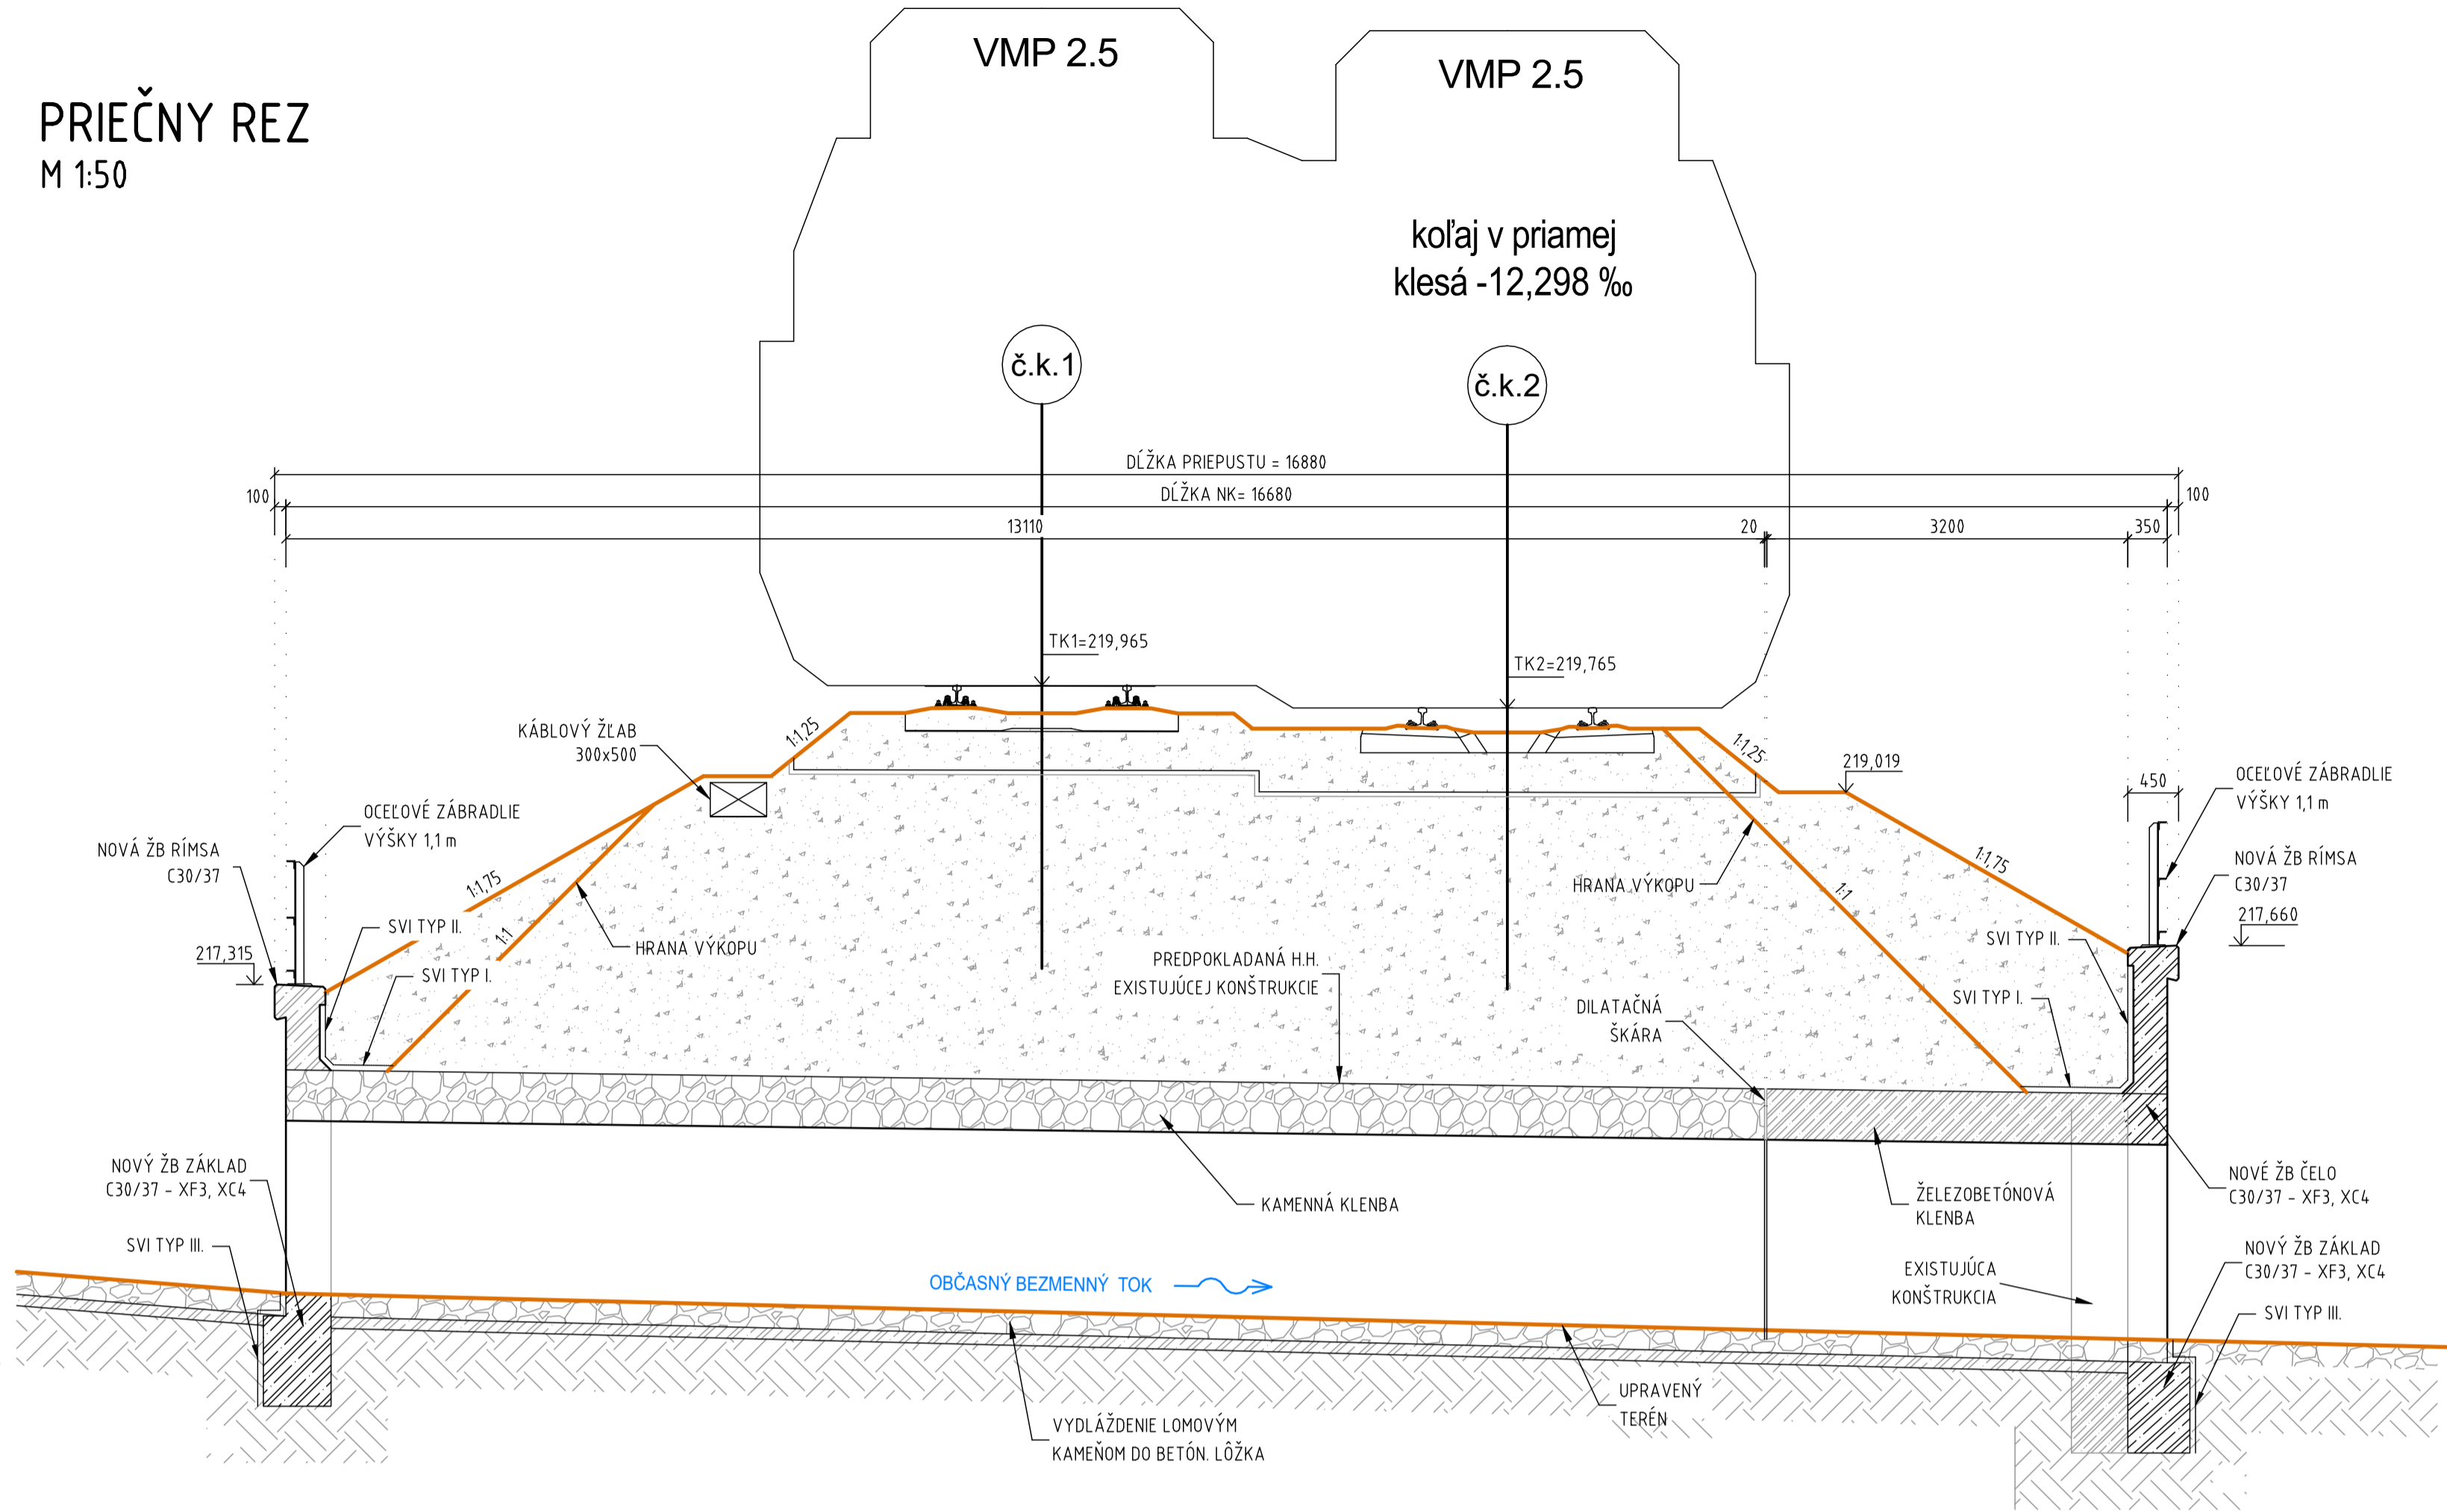 VMP 2.5
VMP 2.5
PRIEČNY REZ
M 1:50
koľaj v priamej
klesá -12,298 ‰
č.k.1
č.k.2
DĹŽKA PRIEPUSTU = 16880
100
DĹŽKA NK= 16680
100
13110
20
3200
350
TK1=219,965
TK2=219,765
KÁBLOVÝ ŽĽAB
300x500
1:1,25
1:1,25
219,019
450
OCEĽOVÉ ZÁBRADLIE
VÝŠKY 1,1 m
OCEĽOVÉ ZÁBRADLIE
VÝŠKY 1,1 m
NOVÁ ŽB RÍMSA
C30/37
NOVÁ ŽB RÍMSA
C30/37
1:1,75
1:1,75
HRANA VÝKOPU
1:1
217,660
217,315
SVI TYP II.
1:1
HRANA VÝKOPU
SVI TYP II.
SVI TYP I.
PREDPOKLADANÁ H.H.
EXISTUJÚCEJ KONŠTRUKCIE
SVI TYP I.
DILATAČNÁ
ŠKÁRA
NOVÝ ŽB ZÁKLAD
C30/37 - XF3, XC4
KAMENNÁ KLENBA
ŽELEZOBETÓNOVÁ
KLENBA
NOVÉ ŽB ČELO
C30/37 - XF3, XC4
SVI TYP III.
OBČASNÝ BEZMENNÝ TOK
EXISTUJÚCA
KONŠTRUKCIA
NOVÝ ŽB ZÁKLAD
C30/37 - XF3, XC4
SVI TYP III.
UPRAVENÝ
TERÉN
VYDLÁŽDENIE LOMOVÝM
KAMEŇOM DO BETÓN. LÔŽKA